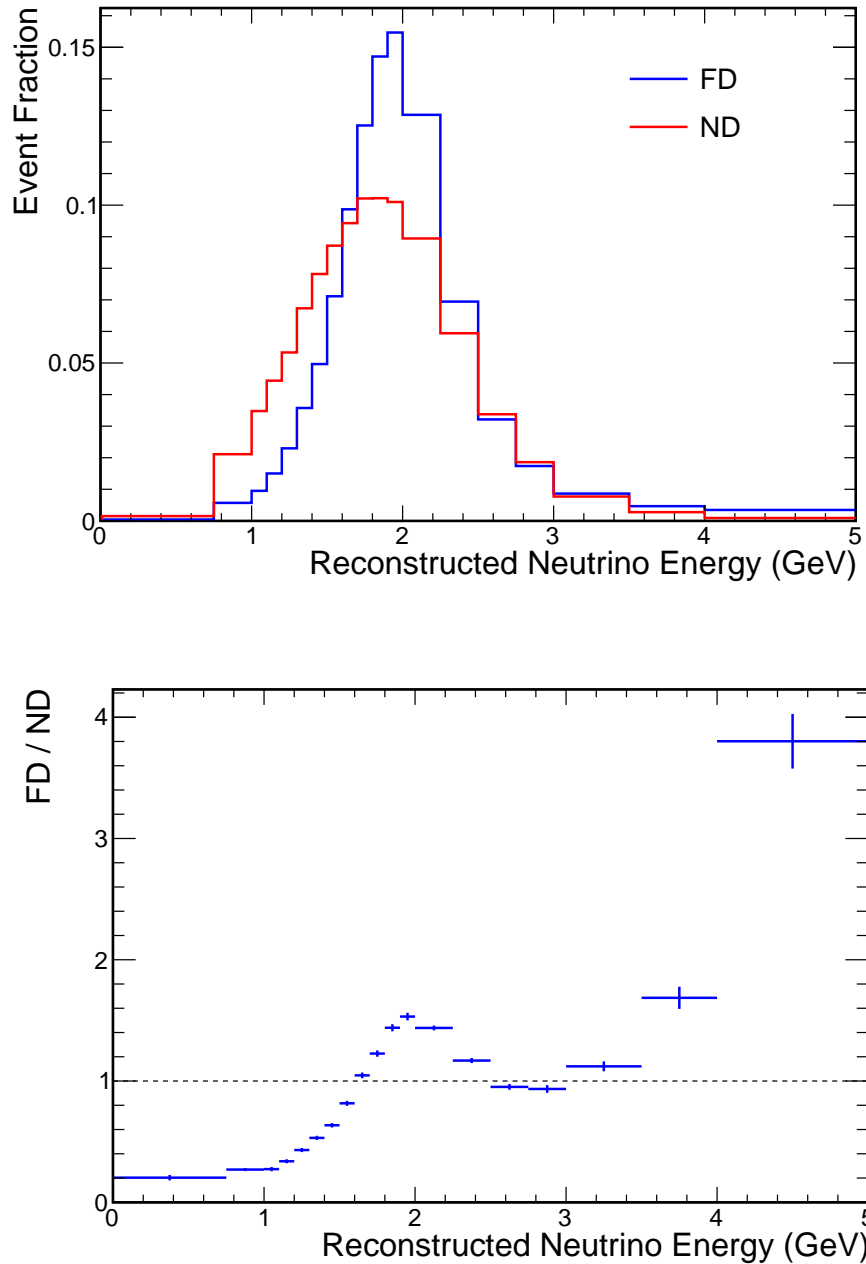 Event Fraction
0.15
0.1
0.05
0
FD
ND
0 1 2 3 4 5
Reconstructed Neutrino Energy (GeV)
FD / ND
4
3
2
1
0
0 1 2 3 4 5
Reconstructed Neutrino Energy (GeV)